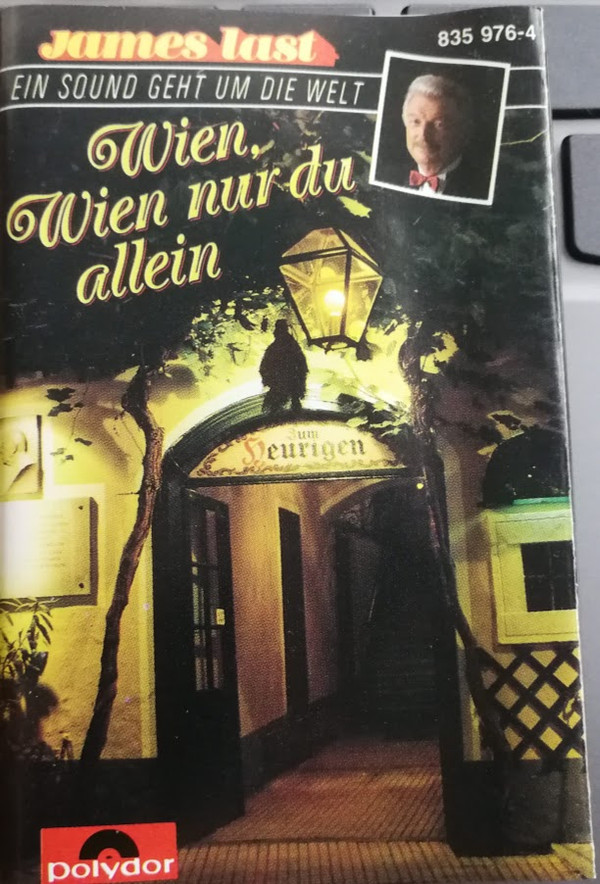 James last
835 976-4
EIN SOUND GEHT UM DIE WELT
Wien,
Wien nur du
allein
Zum
Heurigen
polydor